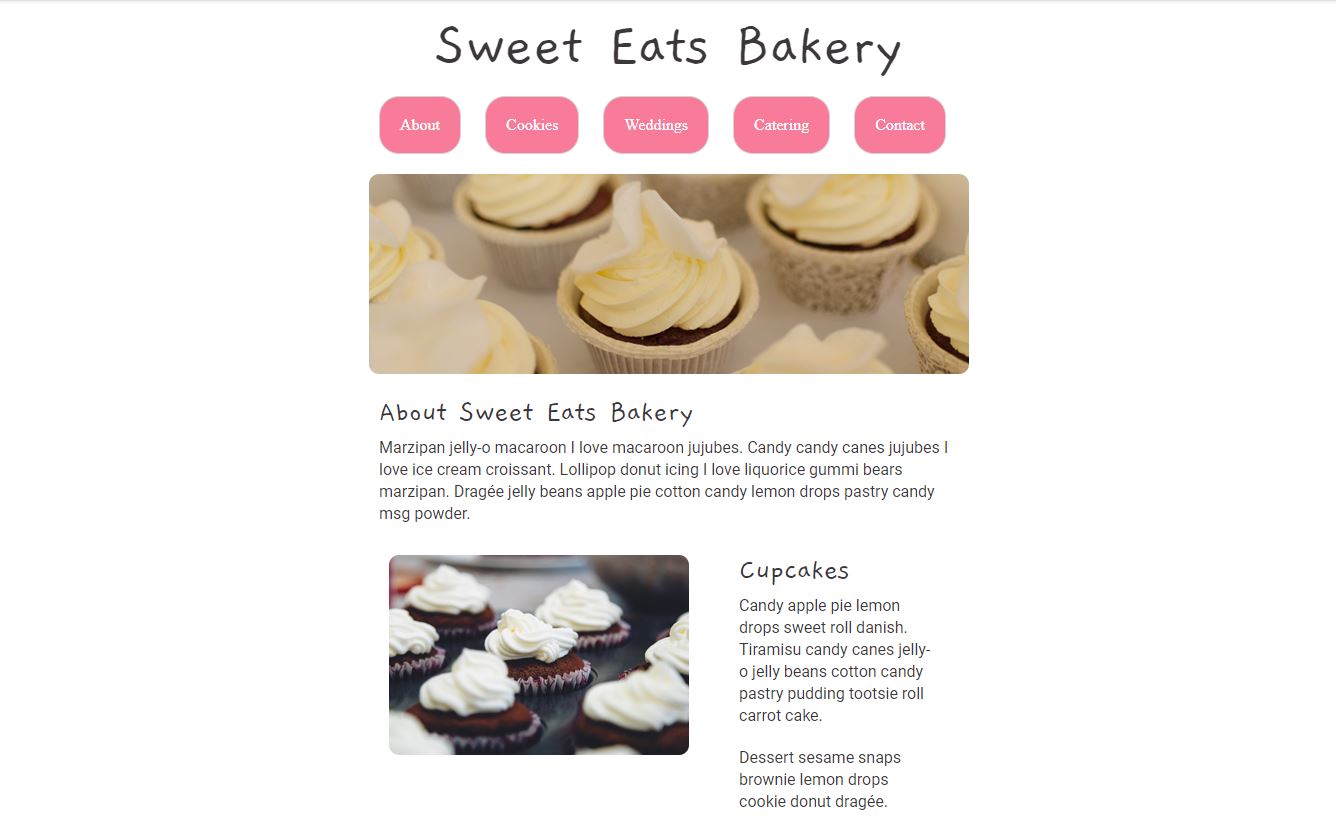 Sweet Eats Bakery
About Cookies Weddings Catering Contact
About Sweet Eats Bakery
Marzipan jelly-o macaroon I love macaroon jujubes. Candy candy canes jujubes I
love ice cream croissant. Lollipop donut icing I love liquorice gummi bears
marzipan. Dragée jelly beans apple pie cotton candy lemon drops pastry candy
msg powder.
Cupcakes
Candy apple pie lemon
drops sweet roll danish.
Tiramisu candy canes jelly-
o jelly beans cotton candy
pastry pudding tootsie roll
carrot cake.
Dessert sesame snaps
brownie lemon drops
cookie donut dragée.